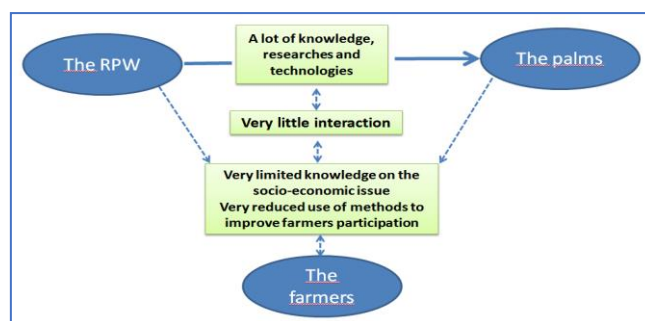 The RPW
A lot of knowledge,
researches and
technologies
The palms
Very little interaction
Very limited knowledge on the
socio-economic issue
Very reduced use of methods to
improve farmers participation
The
farmers